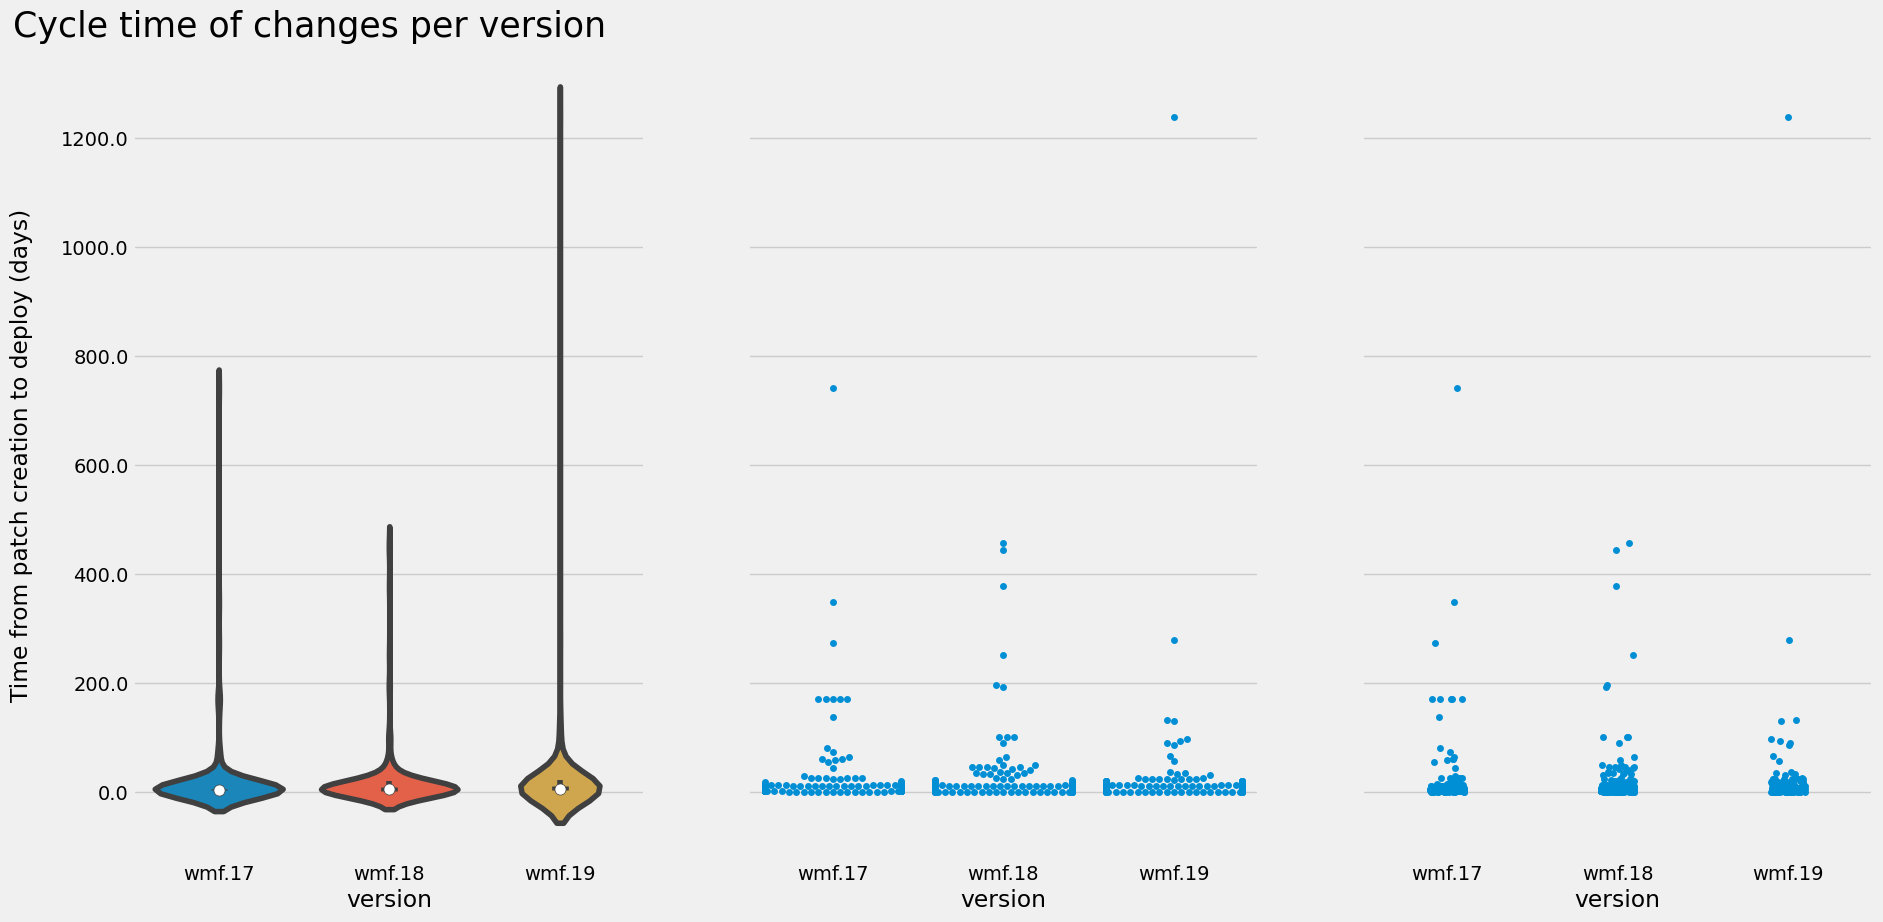 Cycle time of changes per version
Time from patch creation to deploy (days)
1200.0
1000.0
800.0
600.0
400.0
200.0
0.0
wmf.17 wmf.18 wmf.19
version
wmf.17 wmf.18 wmf.19
version
wmf.17 wmf.18 wmf.19
version